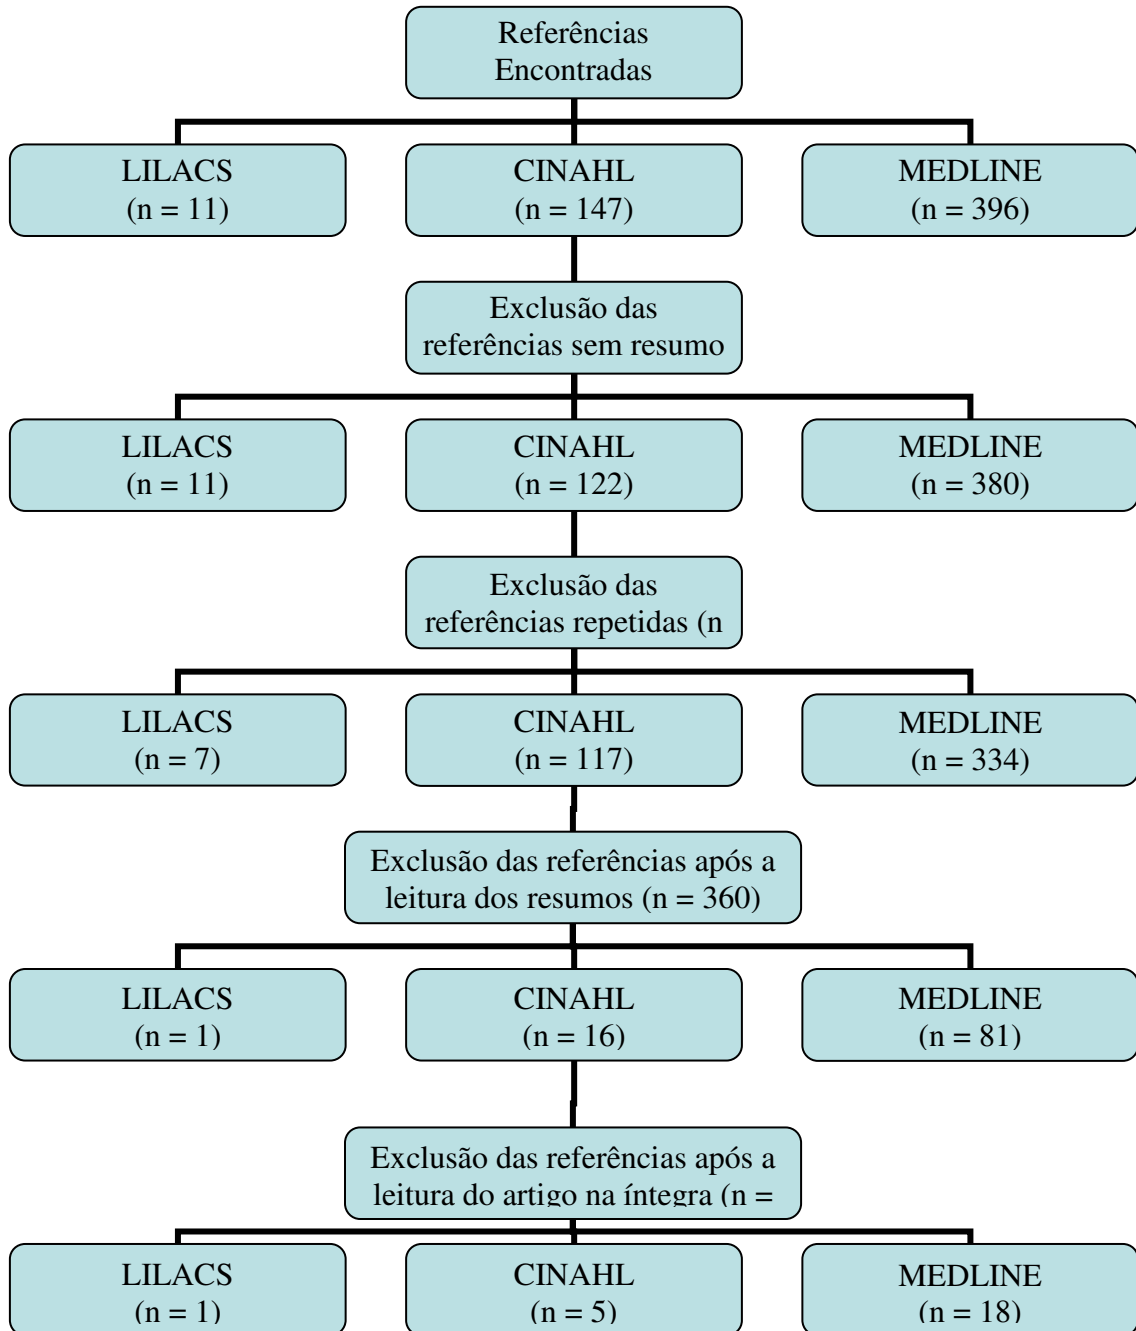 Referências
Encontradas
LILACS
(n = 11)
CINAHL
(n = 147)
MEDLINE
(n = 396)
Exclusão das
referências sem resumo
LILACS
(n = 11)
CINAHL
(n = 122)
MEDLINE
(n = 380)
Exclusão das
referências repetidas (n
LILACS
(n = 7)
CINAHL
(n = 117)
MEDLINE
(n = 334)
Exclusão das referências após a
leitura dos resumos (n = 360)
LILACS
(n = 1)
CINAHL
(n = 16)
MEDLINE
(n = 81)
Exclusão das referências após a
leitura do artigo na íntegra (n =
LILACS
(n = 1)
CINAHL
(n = 5)
MEDLINE
(n = 18)